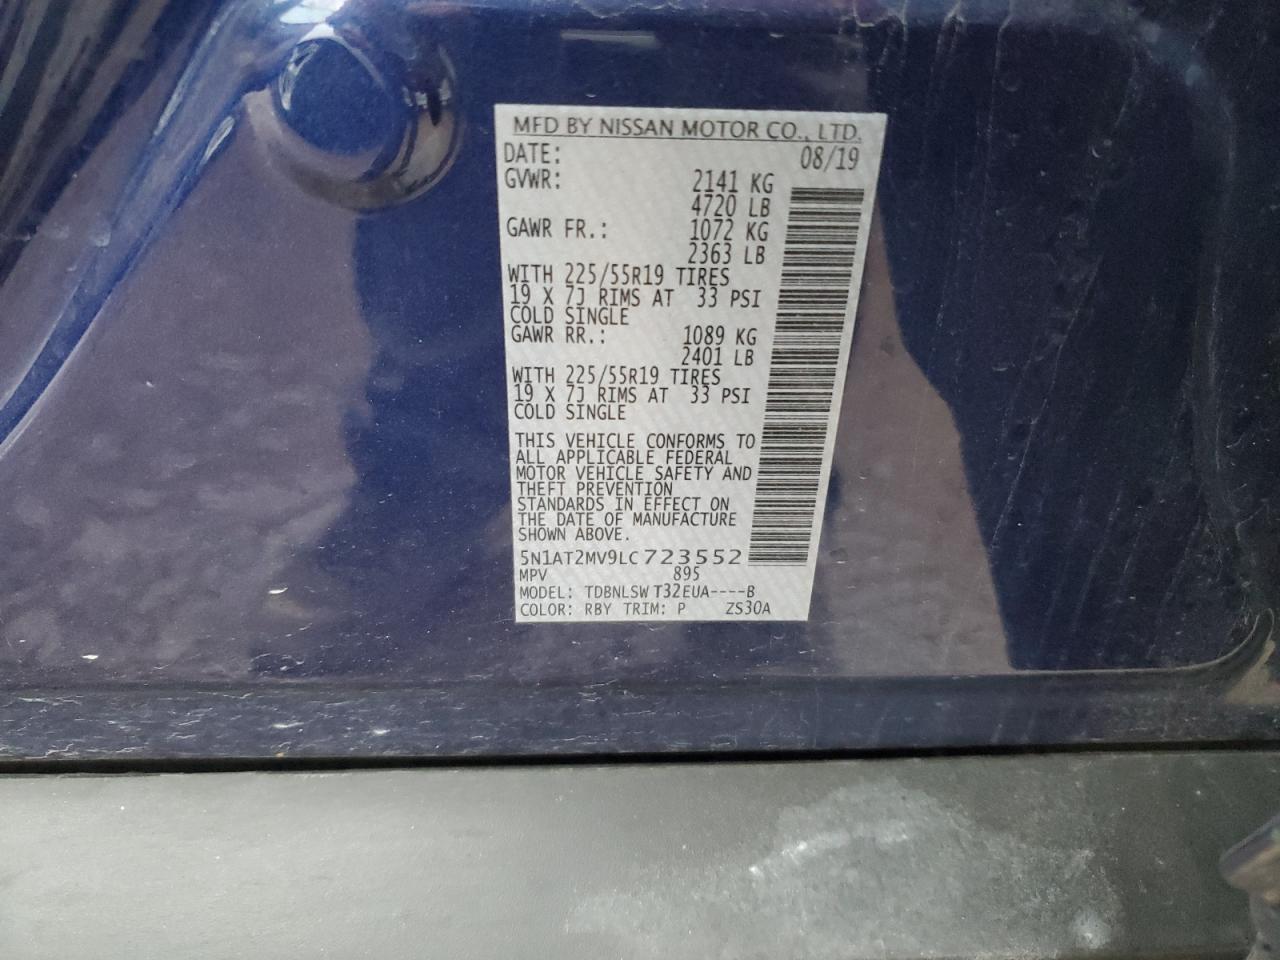 MFD BY NISSAN MOTOR CO., LTD.
DATE: 08/19
GVWR: 2141 KG
4720 LB
GAWR FR.: 1072 KG
2363 LB
WITH 225/55R19 TIRES
19 X 7J RIMS AT 33 PSI
COLD SINGLE
GAWR RR.: 1089 KG
2401 LB
WITH 225/55R19 TIRES
19 X 7J RIMS AT 33 PSI
COLD SINGLE
THIS VEHICLE CONFORMS TO
ALL APPLICABLE FEDERAL
MOTOR VEHICLE SAFETY AND
THEFT PREVENTION
STANDARDS IN EFFECT ON
THE DATE OF MANUFACTURE
SHOWN ABOVE.
5N1AT2MV9LC723552
MPV 895
MODEL: TDBNLSW T32EUA----B
COLOR: RBY TRIM: P ZS30A